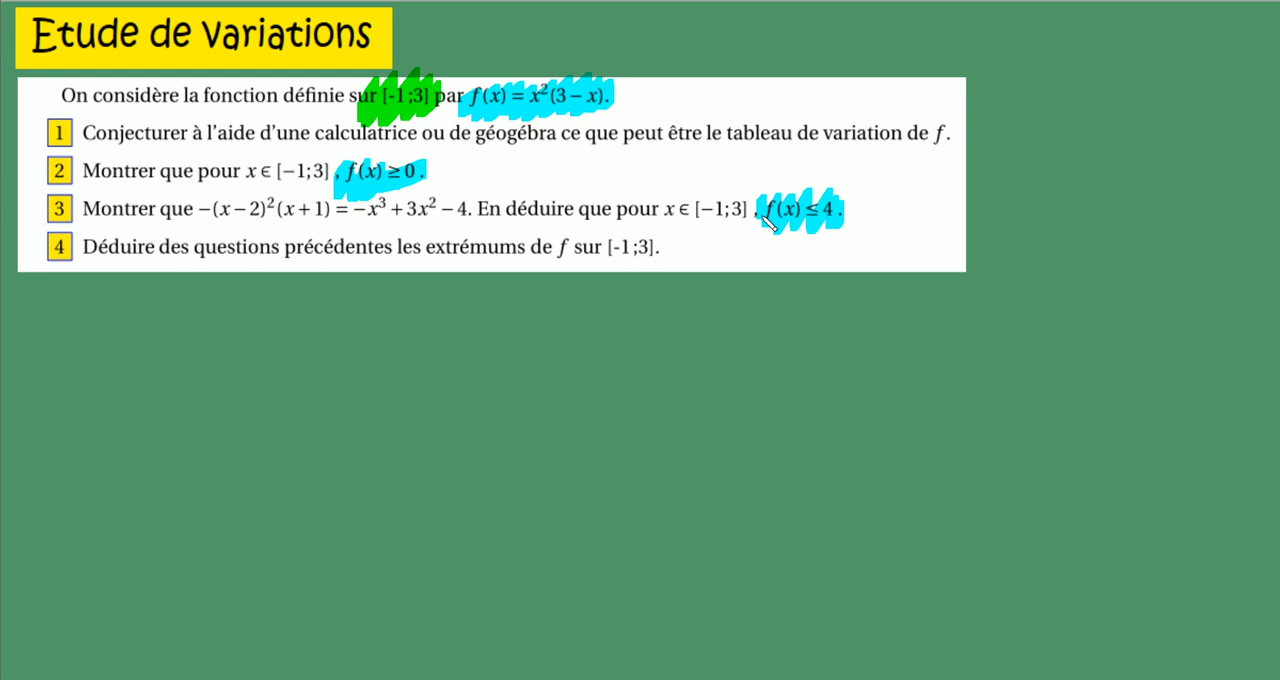 Etude de variations
On considère la fonction définie sur [-1;3] par f(x) = x²(3 − x).
1 Conjecturer à l'aide d'une calculatrice ou de géogébra ce que peut être le tableau de variation de f.
2 Montrer que pour x ∈ [−1;3] , f(x) ≥ 0 .
3 Montrer que −(x − 2)²(x + 1) = −x³ + 3x² − 4. En déduire que pour x ∈ [−1;3] , f(x) ≤ 4 .
4 Déduire des questions précédentes les extrémums de f sur [-1;3].